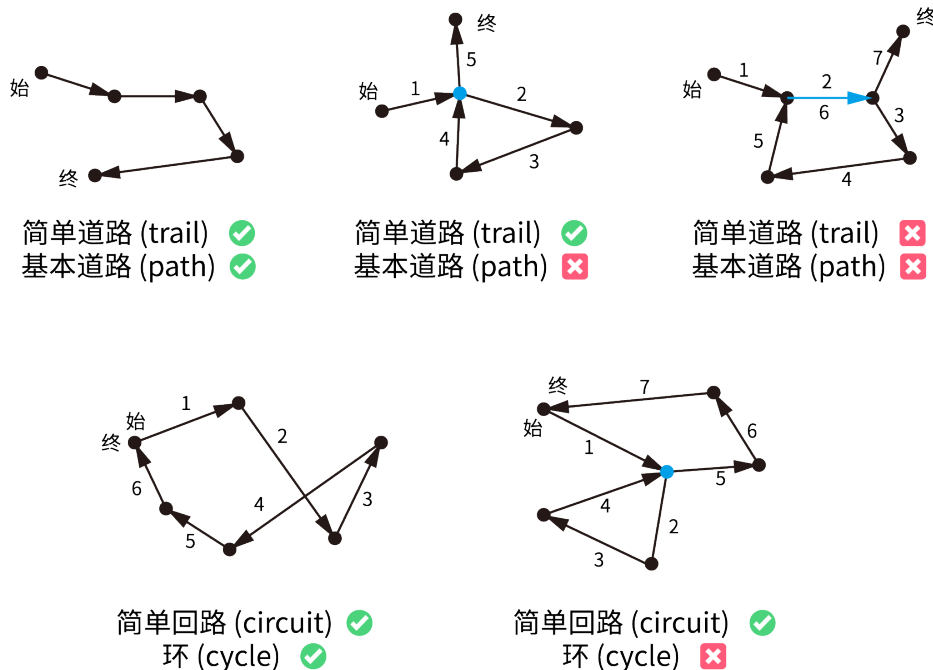 始
终
终
5
始
1
2
4
3
终
7
始
1
2
6
3
5
4
简单道路 (trail)
基本道路 (path)
简单道路 (trail)
基本道路 (path)
简单道路 (trail)
基本道路 (path)
1
始
终
2
3
4
5
6
终
始
7
1
6
5
4
2
3
简单回路 (circuit)
环 (cycle)
简单回路 (circuit)
环 (cycle)